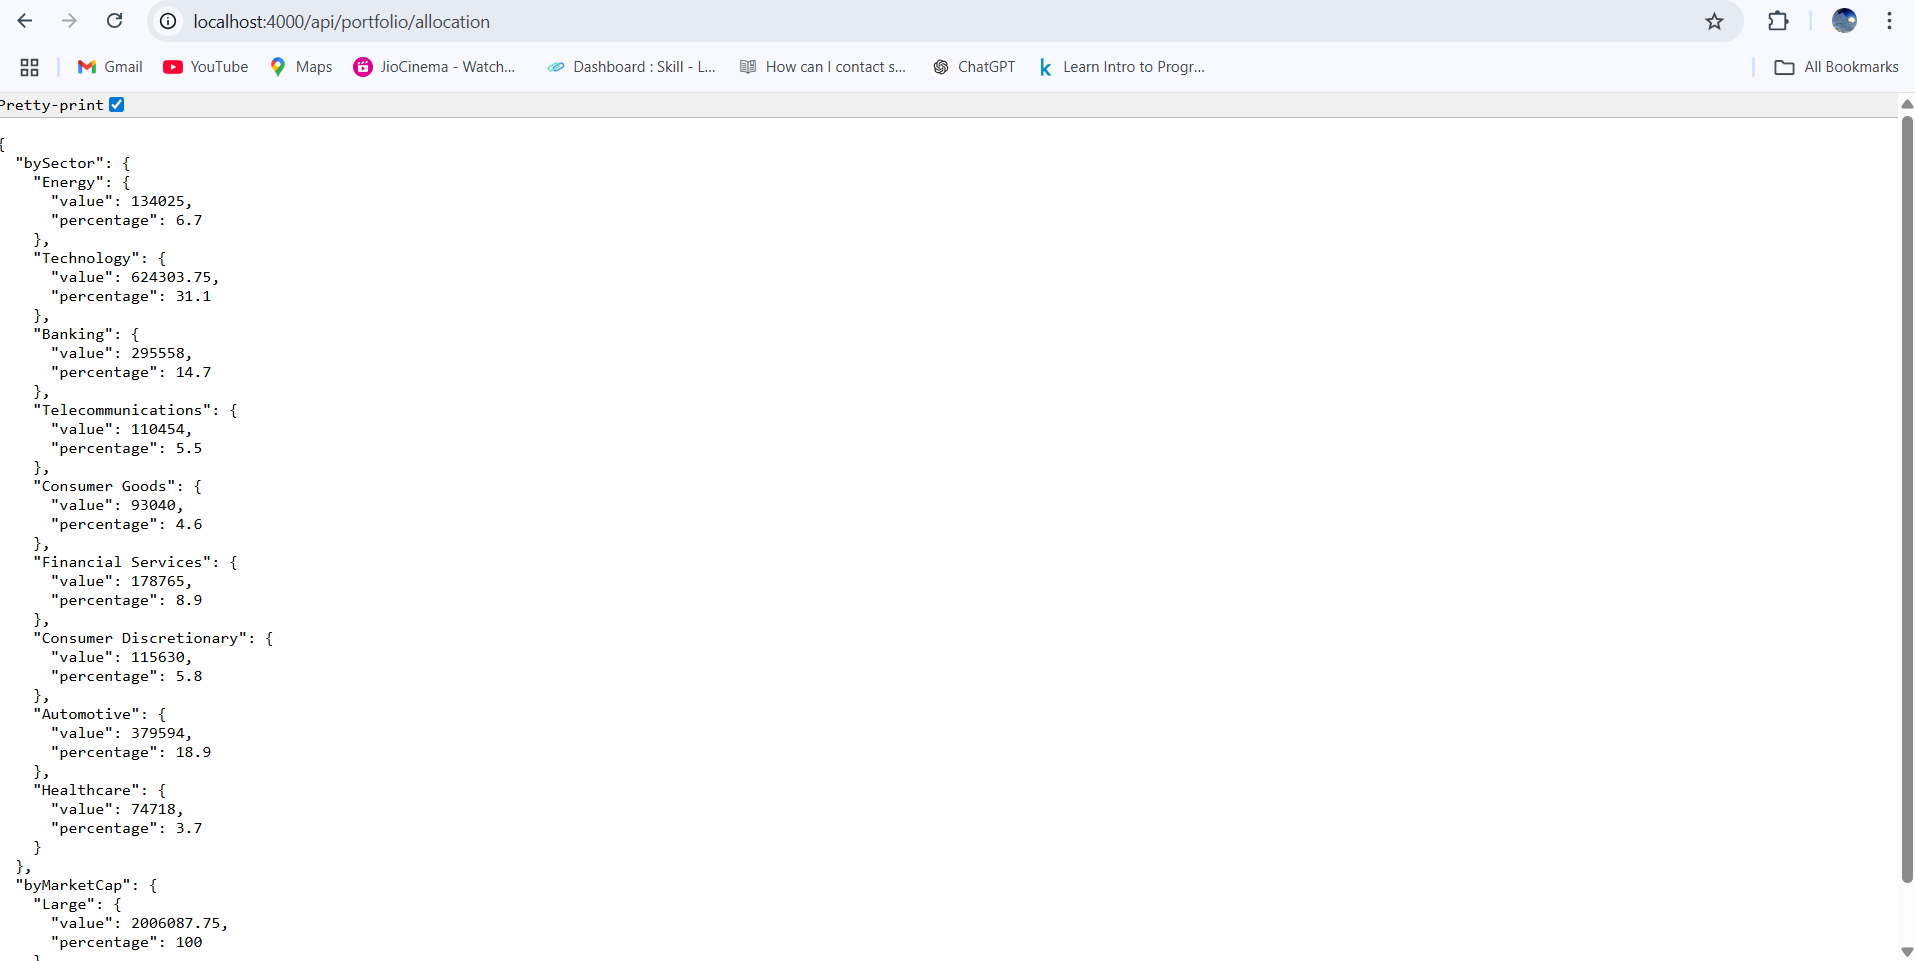 localhost:4000/api/portfolio/allocation
Gmail YouTube Maps JioCinema - Watch... Dashboard : Skill - L... How can I contact s... ChatGPT Learn Intro to Progr... All Bookmarks
Pretty-print
{
  "bySector": {
    "Energy": {
      "value": 134025,
      "percentage": 6.7
    },
    "Technology": {
      "value": 624303.75,
      "percentage": 31.1
    },
    "Banking": {
      "value": 295558,
      "percentage": 14.7
    },
    "Telecommunications": {
      "value": 110454,
      "percentage": 5.5
    },
    "Consumer Goods": {
      "value": 93040,
      "percentage": 4.6
    },
    "Financial Services": {
      "value": 178765,
      "percentage": 8.9
    },
    "Consumer Discretionary": {
      "value": 115630,
      "percentage": 5.8
    },
    "Automotive": {
      "value": 379594,
      "percentage": 18.9
    },
    "Healthcare": {
      "value": 74718,
      "percentage": 3.7
    }
  },
  "byMarketCap": {
    "Large": {
      "value": 2006087.75,
      "percentage": 100
    }